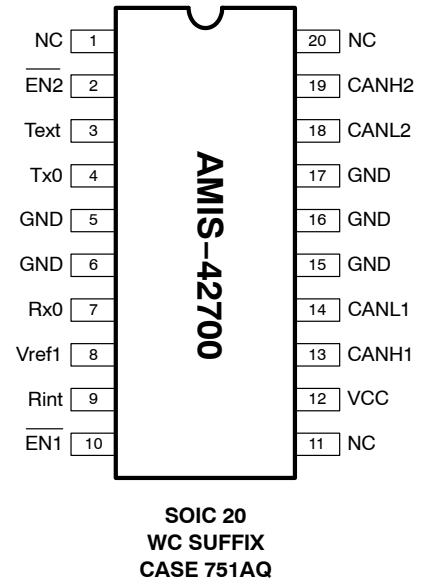 NC 1 20 NC
EN2 2 19 CANH2
Text 3 18 CANL2
Tx0 4 17 GND
GND 5 16 GND
GND 6 15 GND
Rx0 7 14 CANL1
Vref1 8 13 CANH1
Rint 9 12 VCC
EN1 10 11 NC
AMIS–42700
SOIC 20
WC SUFFIX
CASE 751AQ